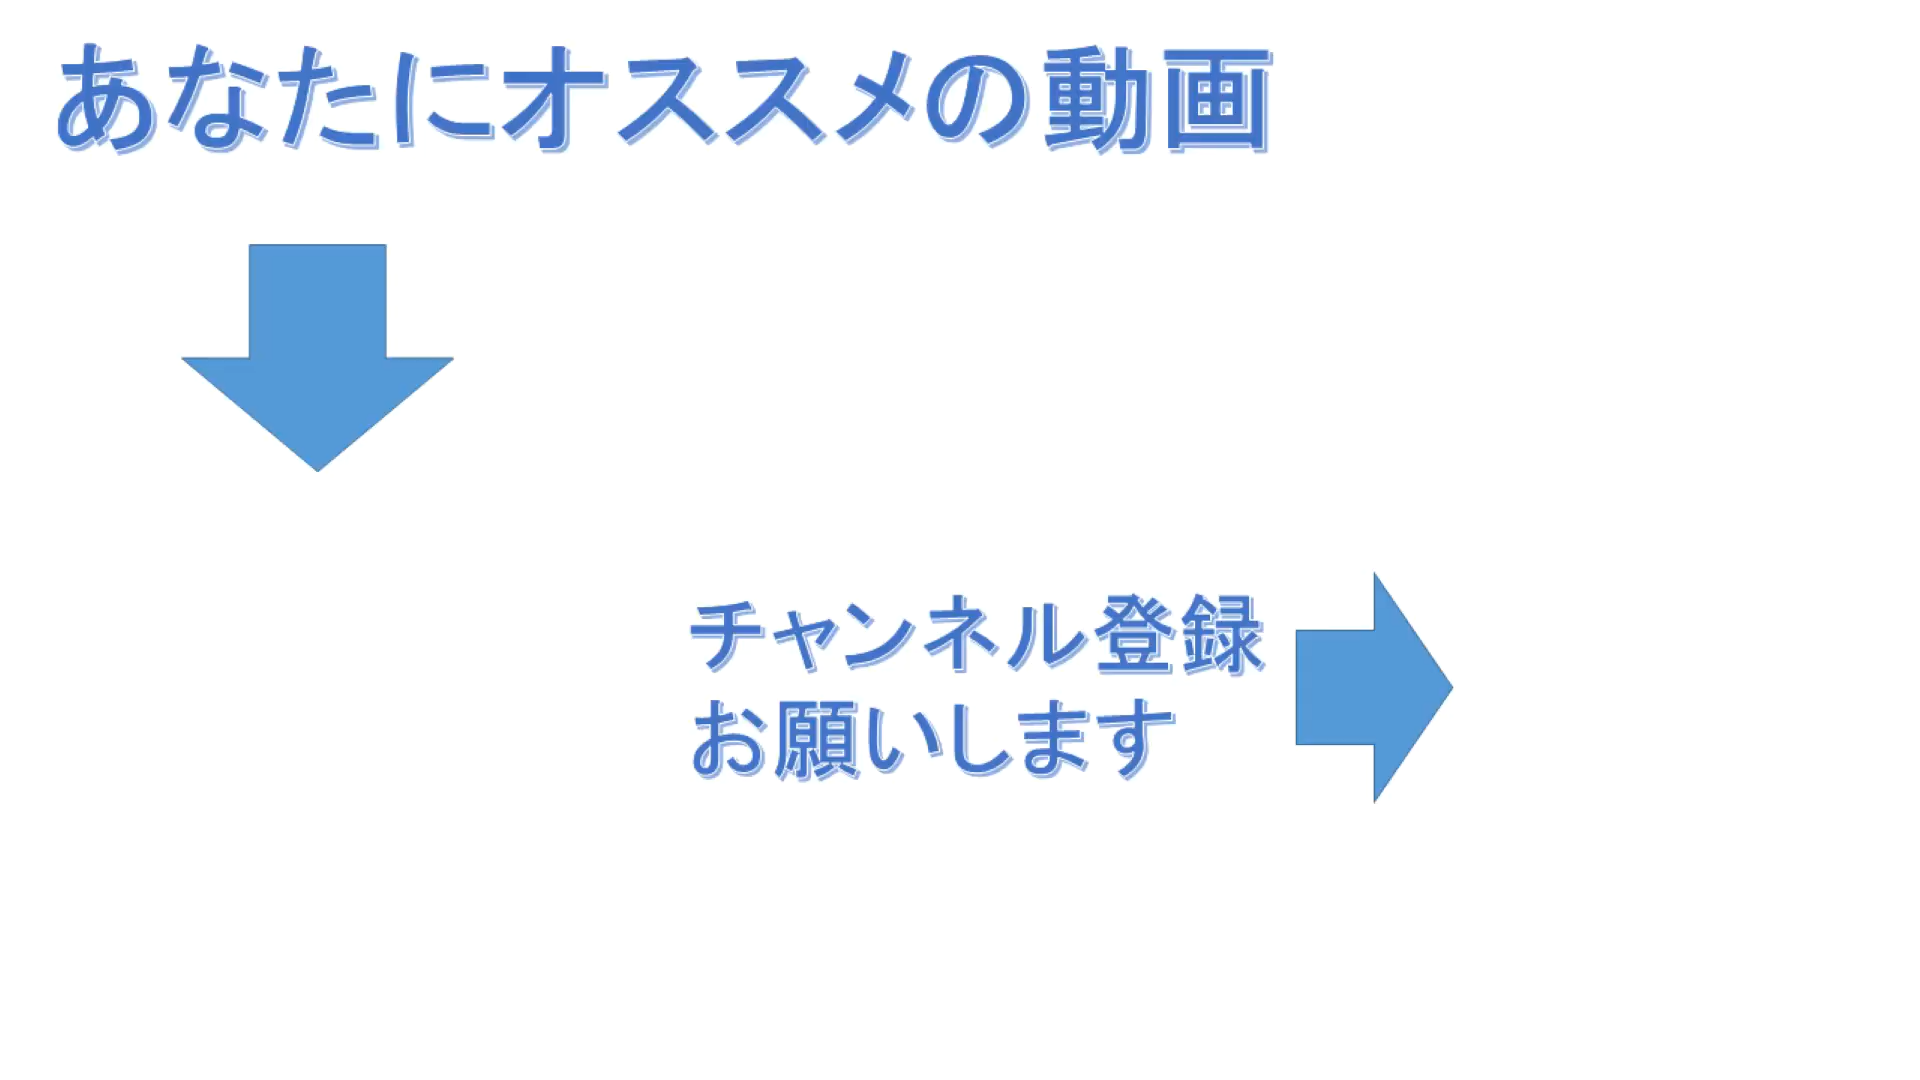 あなたにオススメの動画
チャンネル登録
お願いします